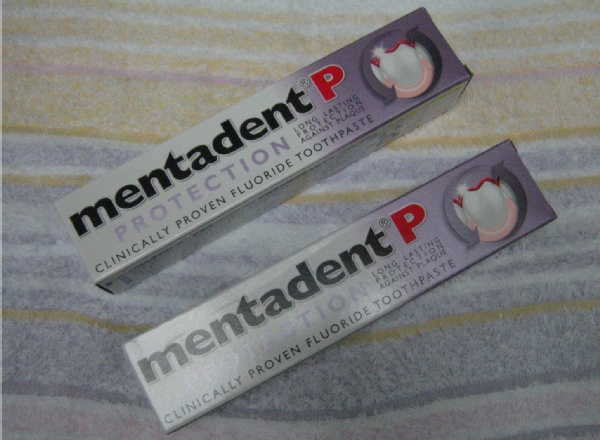 mentadent® P
PROTECTION
LONG LASTING
PROTECTION
AGAINST PLAQUE
CLINICALLY PROVEN FLUORIDE TOOTHPASTE
mentadent® P
PROTECTION
LONG LASTING
PROTECTION
AGAINST PLAQUE
CLINICALLY PROVEN FLUORIDE TOOTHPASTE